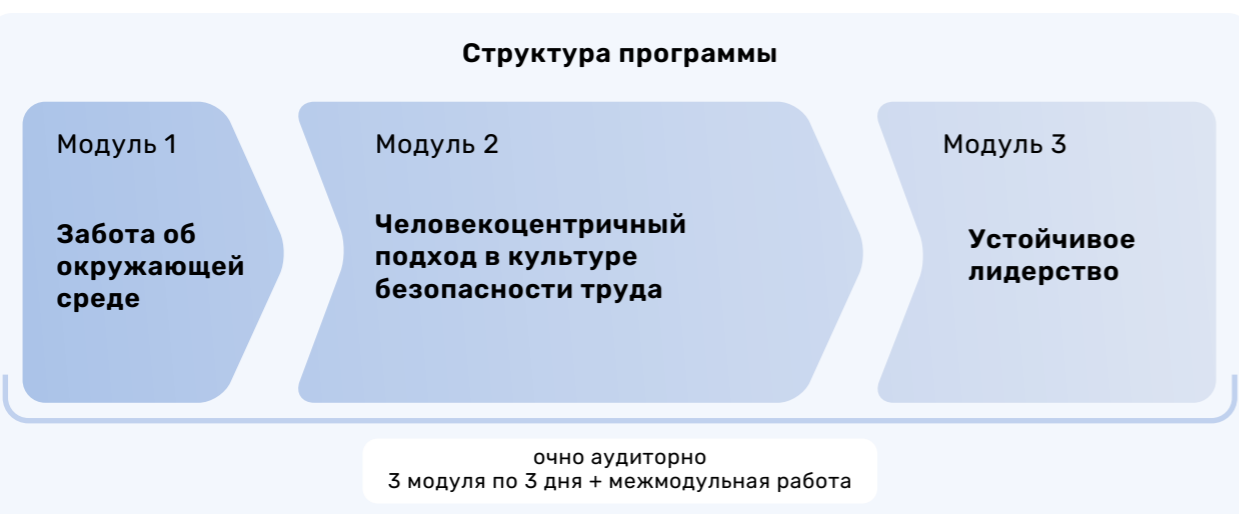 Структура программы
Модуль 1
Забота об
окружающей
среде
Модуль 2
Человекоцентричный
подход в культуре
безопасности труда
Модуль 3
Устойчивое
лидерство
очно аудиторно
3 модуля по 3 дня + межмодульная работа